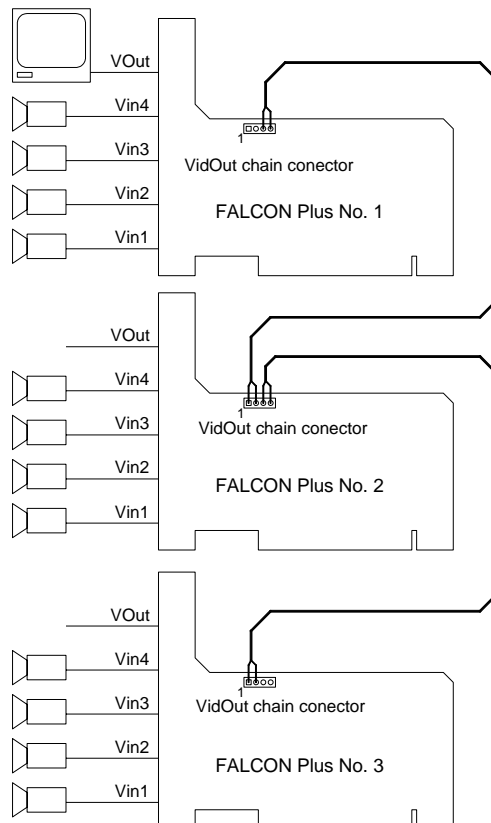 VOut
Vin4
1
Vin3
VidOut chain conector
Vin2
FALCON Plus No. 1
Vin1
VOut
Vin4
1
Vin3
VidOut chain conector
Vin2
FALCON Plus No. 2
Vin1
VOut
Vin4
1
Vin3
VidOut chain conector
Vin2
FALCON Plus No. 3
Vin1